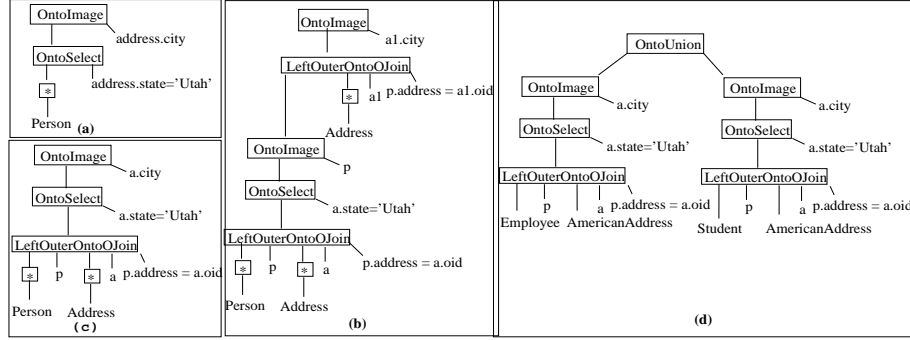 OntoImage
address.city
OntoSelect
address.state='Utah'
*
Person
(a)
OntoImage
a1.city
LeftOuterOntoOJoin
* a1 p.address = a1.oid
Address
OntoImage
p
OntoSelect
a.state='Utah'
LeftOuterOntoOJoin
* p * a p.address = a.oid
Person Address
(b)
OntoImage
a.city
OntoSelect
a.state='Utah'
LeftOuterOntoOJoin
* p * a p.address = a.oid
Person Address
(c)
OntoUnion
OntoImage OntoImage
a.city a.city
OntoSelect OntoSelect
a.state='Utah' a.state='Utah'
LeftOuterOntoOJoin LeftOuterOntoOJoin
p a p.address = a.oid p a p.address = a.oid
Employee AmericanAddress Student AmericanAddress
(d)